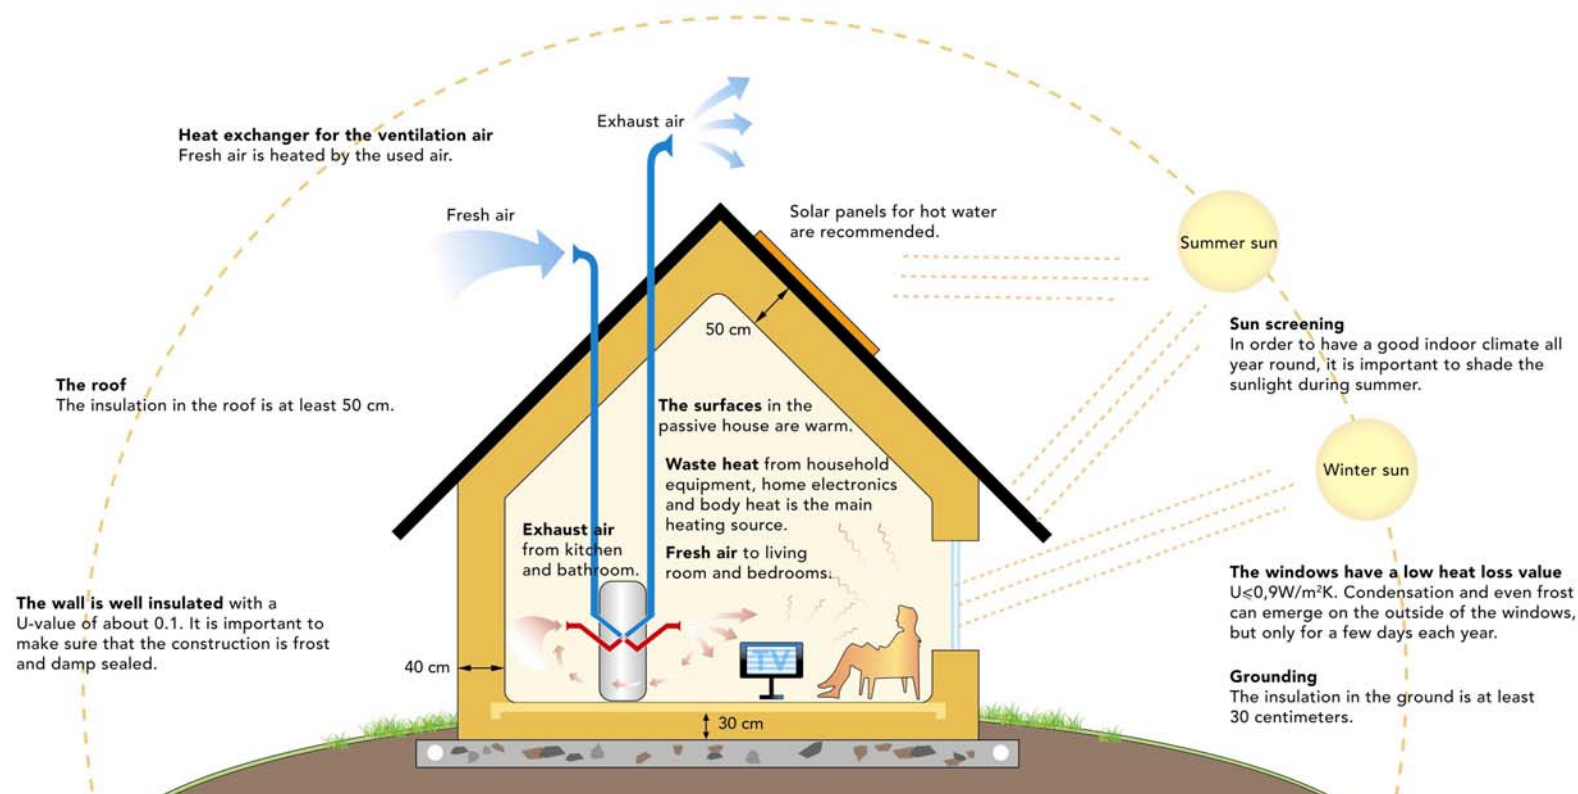 Heat exchanger for the ventilation air
Fresh air is heated by the used air.
Exhaust air
Fresh air
Solar panels for hot water
are recommended.
Summer sun
50 cm
Sun screening
In order to have a good indoor climate all
year round, it is important to shade the
sunlight during summer.
The roof
The insulation in the roof is at least 50 cm.
The surfaces in the
passive house are warm.
Waste heat from household
equipment, home electronics
and body heat is the main
heating source.
Winter sun
Exhaust air
from kitchen
and bathroom.
Fresh air to living
room and bedrooms.
The wall is well insulated with a
U-value of about 0.1. It is important to
make sure that the construction is frost
and damp sealed.
The windows have a low heat loss value
U⩽0,9W/m²K. Condensation and even frost
can emerge on the outside of the windows,
but only for a few days each year.
40 cm
TV
Grounding
The insulation in the ground is at least
30 centimeters.
30 cm